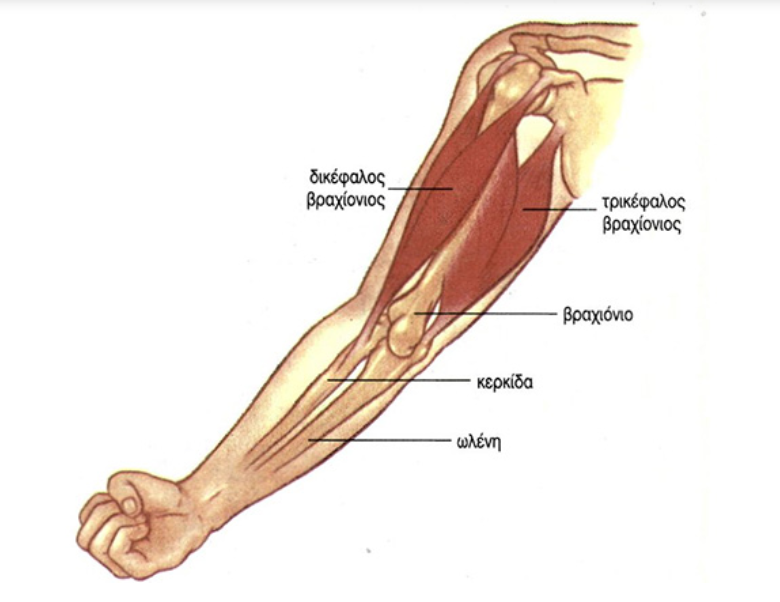 δικέφαλος
βραχίονιος
τρικέφαλος
βραχίονιος
βραχιόνιο
κερκίδα
ωλένη